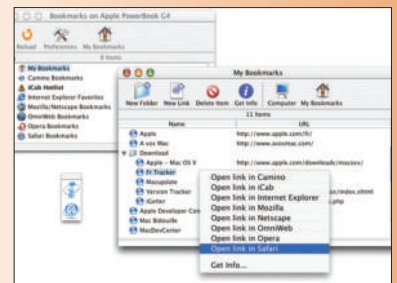 Bookmarks on Apple PowerBook G4
Reload Preferences My Bookmarks
8 items
My Bookmarks
Camino Bookmarks
iCab Hotlist
Internet Explorer Favorites
Mozilla/Netscape Bookmarks
OmniWeb Bookmarks
Opera Bookmarks
Safari Bookmarks
My Bookmarks
New Folder New Link Delete Item Get Info Computer My Bookmarks
11 items
Name URL
Apple http://www.apple.com/fr/
A vos Mac http://www.avosmac.com/
Download
Apple - Mac OS X http://www.apple.com/downloads/macosx/
Fr Tracker
Macupdate
Version Tracker
iGetter
Apple Developer Con
Mac Bidouille
MacDevCenter
Open link in Camino
Open link in iCab
Open link in Internet Explorer
Open link in Mozilla
Open link in Netscape
Open link in OmniWeb
Open link in Opera
Open link in Safari
Get Info...